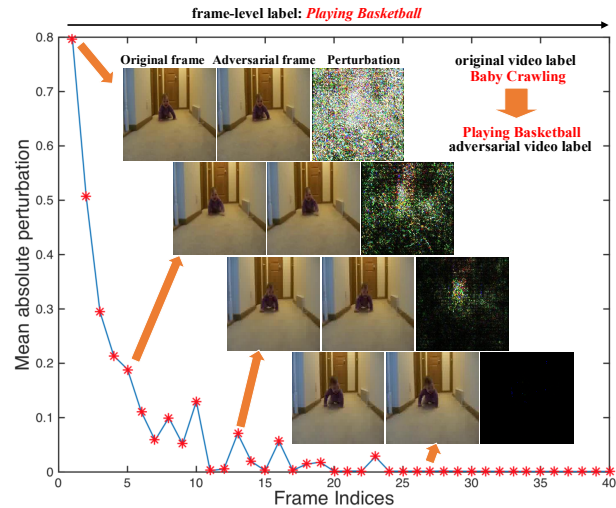 frame-level label: Playing Basketball
Original frame Adversarial frame Perturbation
original video label
Baby Crawling
Playing Basketball
adversarial video label
Mean absolute perturbation
0.8
0.7
0.6
0.5
0.4
0.3
0.2
0.1
0
0 5 10 15 20 25 30 35 40
Frame Indices